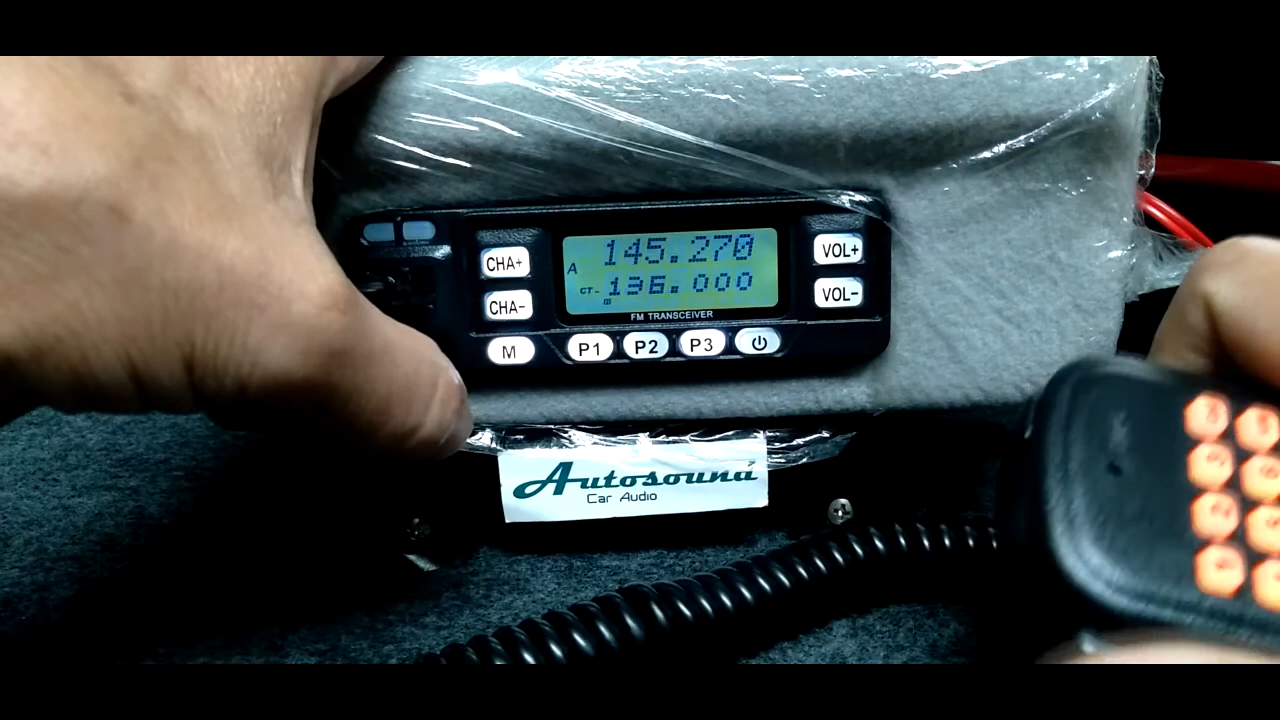 145.270
A
CT- 136.000
CHA+
CHA-
VOL+
VOL-
FM TRANSCEIVER
M P1 P2 P3
Autosound
Car Audio